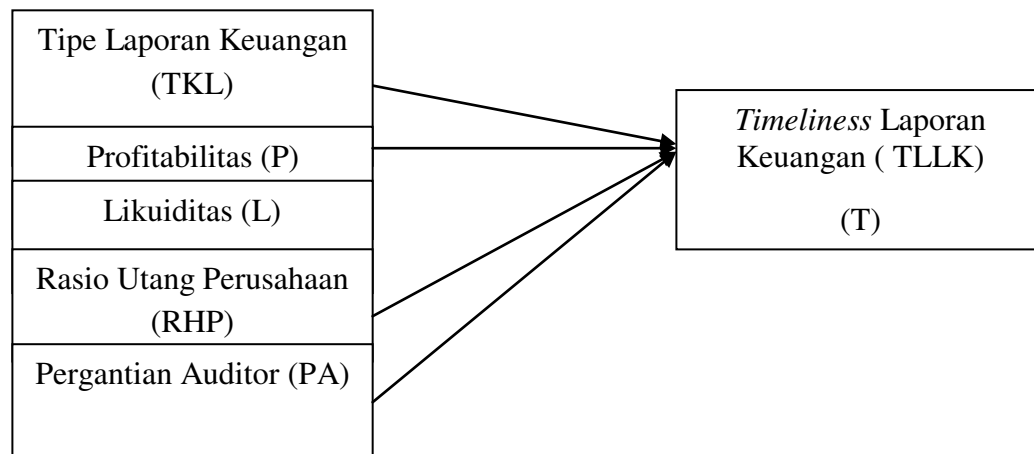 Tipe Laporan Keuangan
(TKL)
Profitabilitas (P)
Likuiditas (L)
Rasio Utang Perusahaan
(RHP)
Pergantian Auditor (PA)
Timeliness Laporan
Keuangan ( TLLK)
(T)